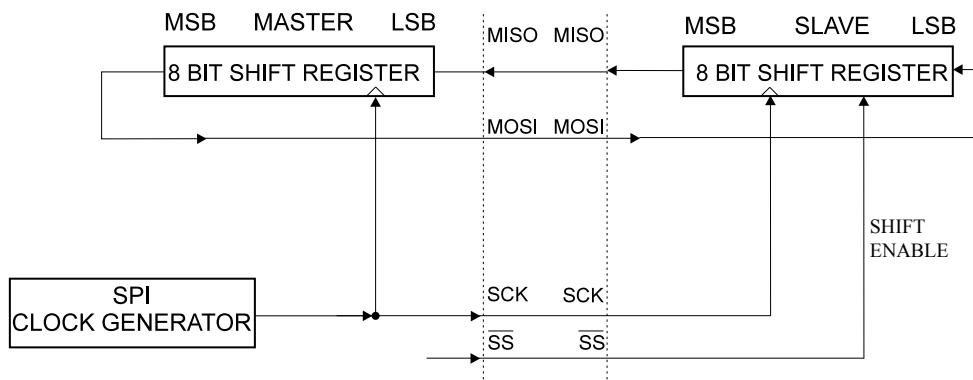 MSB MASTER LSB
MISO MISO
MSB SLAVE LSB
8 BIT SHIFT REGISTER
8 BIT SHIFT REGISTER
MOSI MOSI
SHIFT
ENABLE
SPI
CLOCK GENERATOR
SCK SCK
SS SS